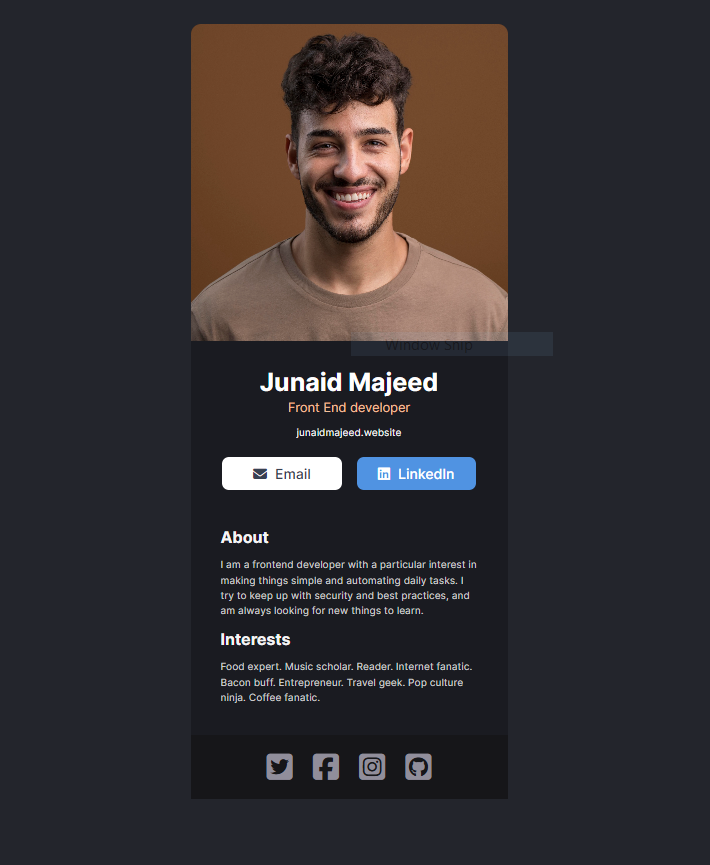 Window Snip
Junaid Majeed
Front End developer
junaidmajeed.website
Email
LinkedIn
About
I am a frontend developer with a particular interest in
making things simple and automating daily tasks. I
try to keep up with security and best practices, and
am always looking for new things to learn.
Interests
Food expert. Music scholar. Reader. Internet fanatic.
Bacon buff. Entrepreneur. Travel geek. Pop culture
ninja. Coffee fanatic.